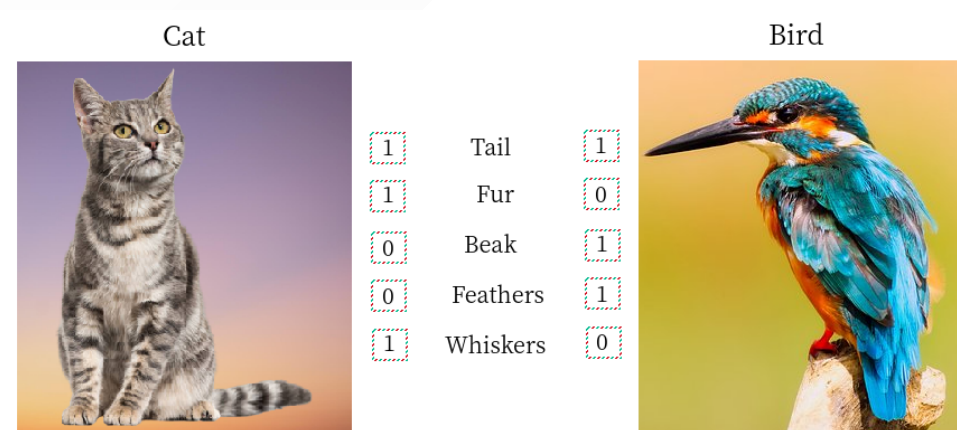 Cat Bird
1 Tail 1
1 Fur 0
0 Beak 1
0 Feathers 1
1 Whiskers 0